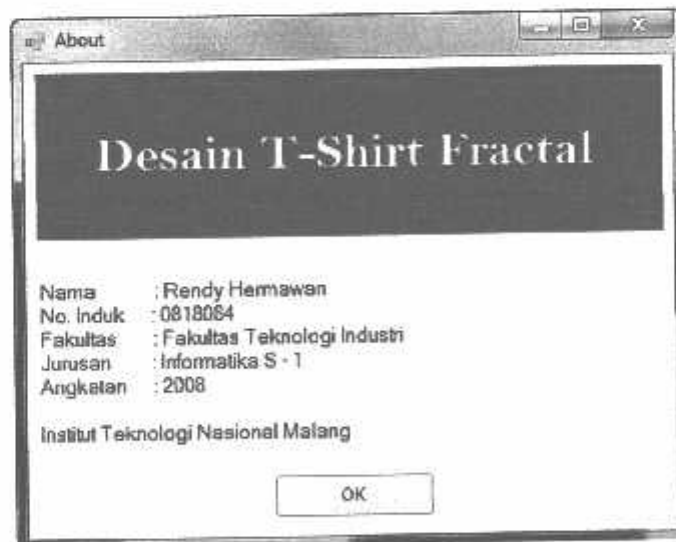 About
Desain T-Shirt Fractal
Nama : Rendy Hermawan
No. Induk : 0818084
Fakultas : Fakultas Teknologi Industri
Jurusan : Informatika S - 1
Angkatan : 2008
Institut Teknologi Nasional Malang
OK